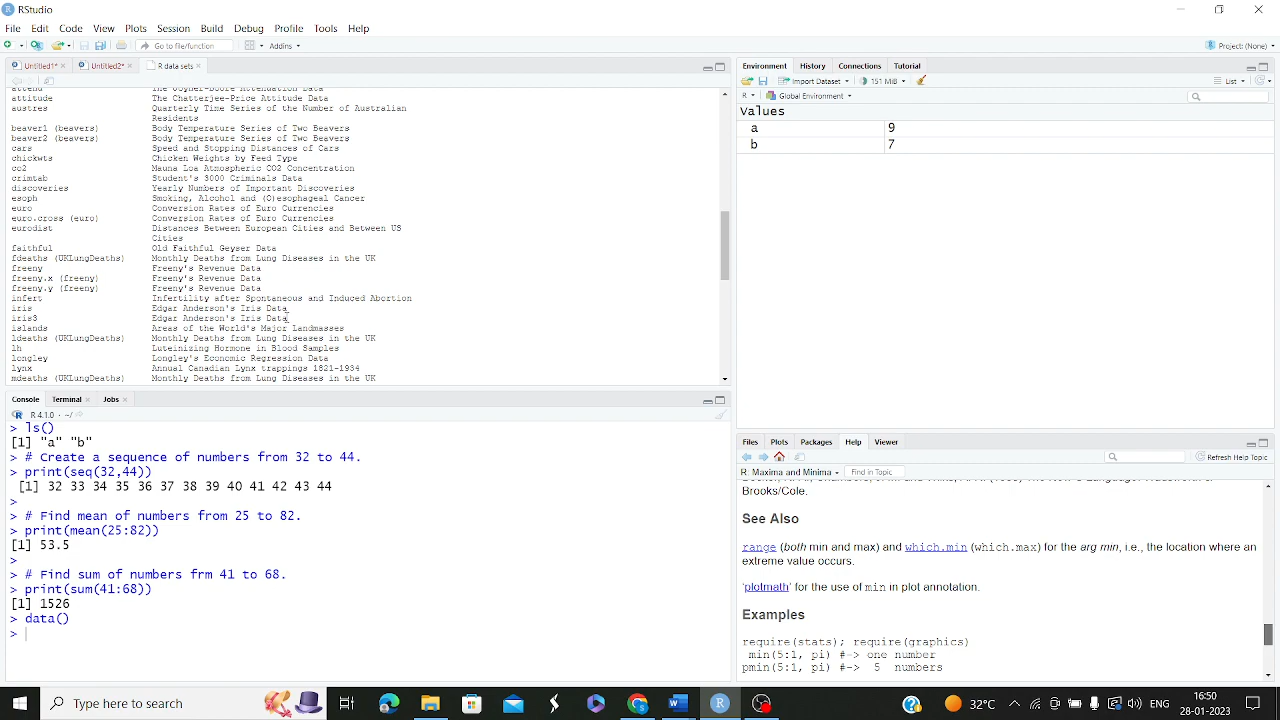 RStudio
File Edit Code View Plots Session Build Debug Profile Tools Help
Go to file/function Addins Project: (None)
Untitled1* Untitled2* R data sets
attitude The Chatterjee-Price Attitude Data
austres Quarterly Time Series of the Number of Australian
Residents
beaver1 (beavers) Body Temperature Series of Two Beavers
beaver2 (beavers) Body Temperature Series of Two Beavers
cars Speed and Stopping Distances of Cars
chickwts Chicken Weights by Feed Type
co2 Mauna Loa Atmospheric CO2 Concentration
crimtab Student's 3000 Criminals Data
discoveries Yearly Numbers of Important Discoveries
esoph Smoking, Alcohol and (O)esophageal Cancer
euro Conversion Rates of Euro Currencies
euro.cross (euro) Conversion Rates of Euro Currencies
eurodist Distances Between European Cities and Between US
Cities
faithful Old Faithful Geyser Data
fdeaths (UKLungDeaths) Monthly Deaths from Lung Diseases in the UK
freeny Freeny's Revenue Data
freeny.x (freeny) Freeny's Revenue Data
freeny.y (freeny) Freeny's Revenue Data
infert Infertility after Spontaneous and Induced Abortion
iris Edgar Anderson's Iris Data
iris3 Edgar Anderson's Iris Data
islands Areas of the World's Major Landmasses
ldeaths (UKLungDeaths) Monthly Deaths from Lung Diseases in the UK
lh Luteinizing Hormone in Blood Samples
longley Longley's Economic Regression Data
lynx Annual Canadian Lynx trappings 1821-1934
mdeaths (UKLungDeaths) Monthly Deaths from Lung Diseases in the UK
Console Terminal Jobs
R 4.1.0 · ~/
> ls()
[1] "a" "b"
> # Create a sequence of numbers from 32 to 44.
> print(seq(32,44))
[1] 32 33 34 35 36 37 38 39 40 41 42 43 44
>
> # Find mean of numbers from 25 to 82.
> print(mean(25:82))
[1] 53.5
>
> # Find sum of numbers frm 41 to 68.
> print(sum(41:68))
[1] 1526
> data()
>
Environment History Connections Tutorial
Import Dataset 151 MiB List
R Global Environment
Values
a 9
b 7
Files Plots Packages Help Viewer
Refresh Help Topic
R: Maxima and Minima Find in Topic
Brooks/Cole.
See Also
range (both min and max) and which.min (which.max) for the arg min, i.e., the location where an
extreme value occurs.
'plotmath' for the use of min in plot annotation.
Examples
require(stats); require(graphics)
min(5:1, pi) #-> one number
pmin(5:1, pi) #-> 5 numbers
Type here to search 32°C ENG 16:50
28-01-2023